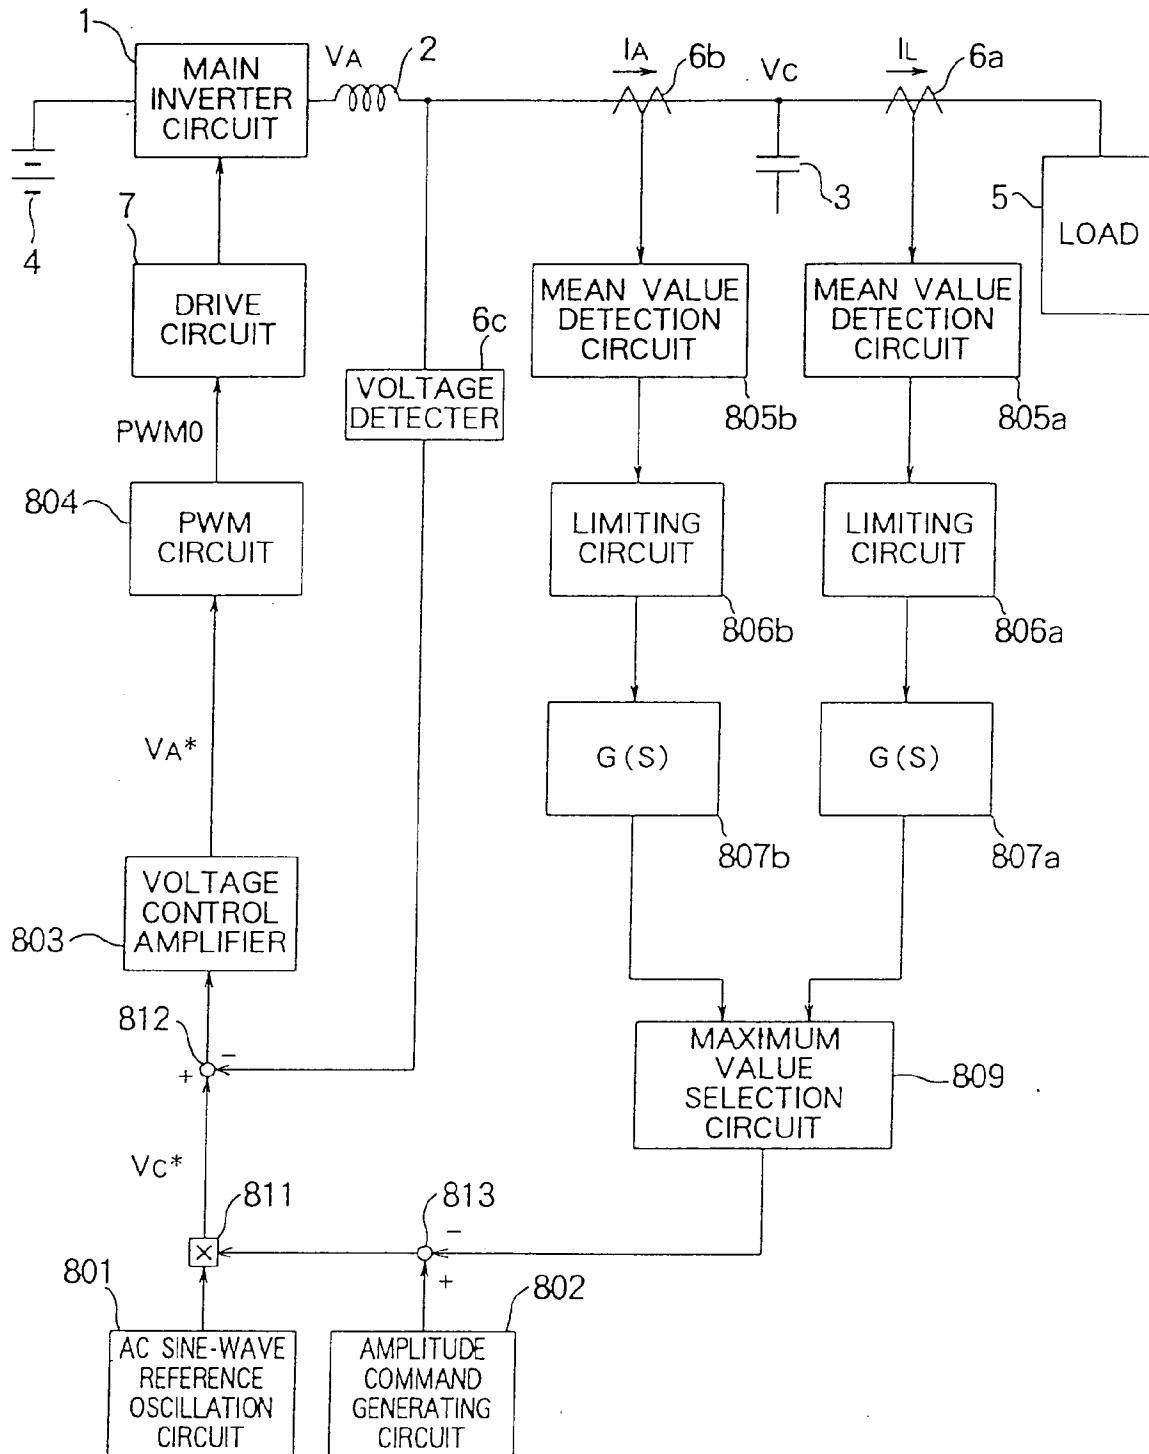 1
MAIN
INVERTER
CIRCUIT
VA
2
IA
6b
VC
IL
6a
4
7
3
5
LOAD
DRIVE
CIRCUIT
6c
VOLTAGE
DETECTER
MEAN VALUE
DETECTION
CIRCUIT
805b
MEAN VALUE
DETECTION
CIRCUIT
805a
PWM0
804
PWM
CIRCUIT
LIMITING
CIRCUIT
806b
LIMITING
CIRCUIT
806a
VA*
G(S)
807b
G(S)
807a
VOLTAGE
CONTROL
AMPLIFIER
803
812
-
+
MAXIMUM
VALUE
SELECTION
CIRCUIT
809
VC*
811
×
813
-
+
801
AC SINE-WAVE
REFERENCE
OSCILLATION
CIRCUIT
802
AMPLITUDE
COMMAND
GENERATING
CIRCUIT